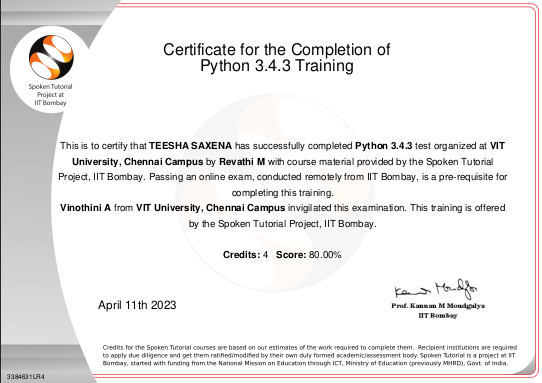 Spoken Tutorial
Project at
IIT Bombay
Certificate for the Completion of
Python 3.4.3 Training
This is to certify that TEESHA SAXENA has successfully completed Python 3.4.3 test organized at VIT
University, Chennai Campus by Revathi M with course material provided by the Spoken Tutorial
Project, IIT Bombay. Passing an online exam, conducted remotely from IIT Bombay, is a pre-requisite for
completing this training.
Vinothini A from VIT University, Chennai Campus invigilated this examination. This training is offered
by the Spoken Tutorial Project, IIT Bombay.
Credits: 4 Score: 80.00%
April 11th 2023
Prof. Kannan M Moudgalya
IIT Bombay
Credits for the Spoken Tutorial courses are based on our estimates of the work required to complete them. Recipient institutions are required
to apply due diligence and get them ratified/modified by their own duly formed academic/assessment body. Spoken Tutorial is a project at IIT
Bombay, started with funding from the National Mission on Education through ICT, Ministry of Education (previously MHRD), Govt. of India.
3384631LR4